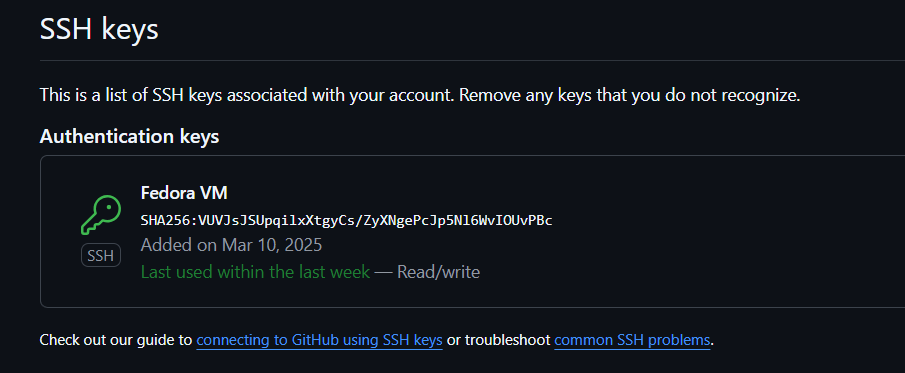 SSH keys
This is a list of SSH keys associated with your account. Remove any keys that you do not recognize.
Authentication keys
Fedora VM
SHA256:VUVJsJSUpqilxXtgyCs/ZyXNgePcJp5Nl6WvIOUvPBc
SSH
Added on Mar 10, 2025
Last used within the last week — Read/write
Check out our guide to connecting to GitHub using SSH keys or troubleshoot common SSH problems.